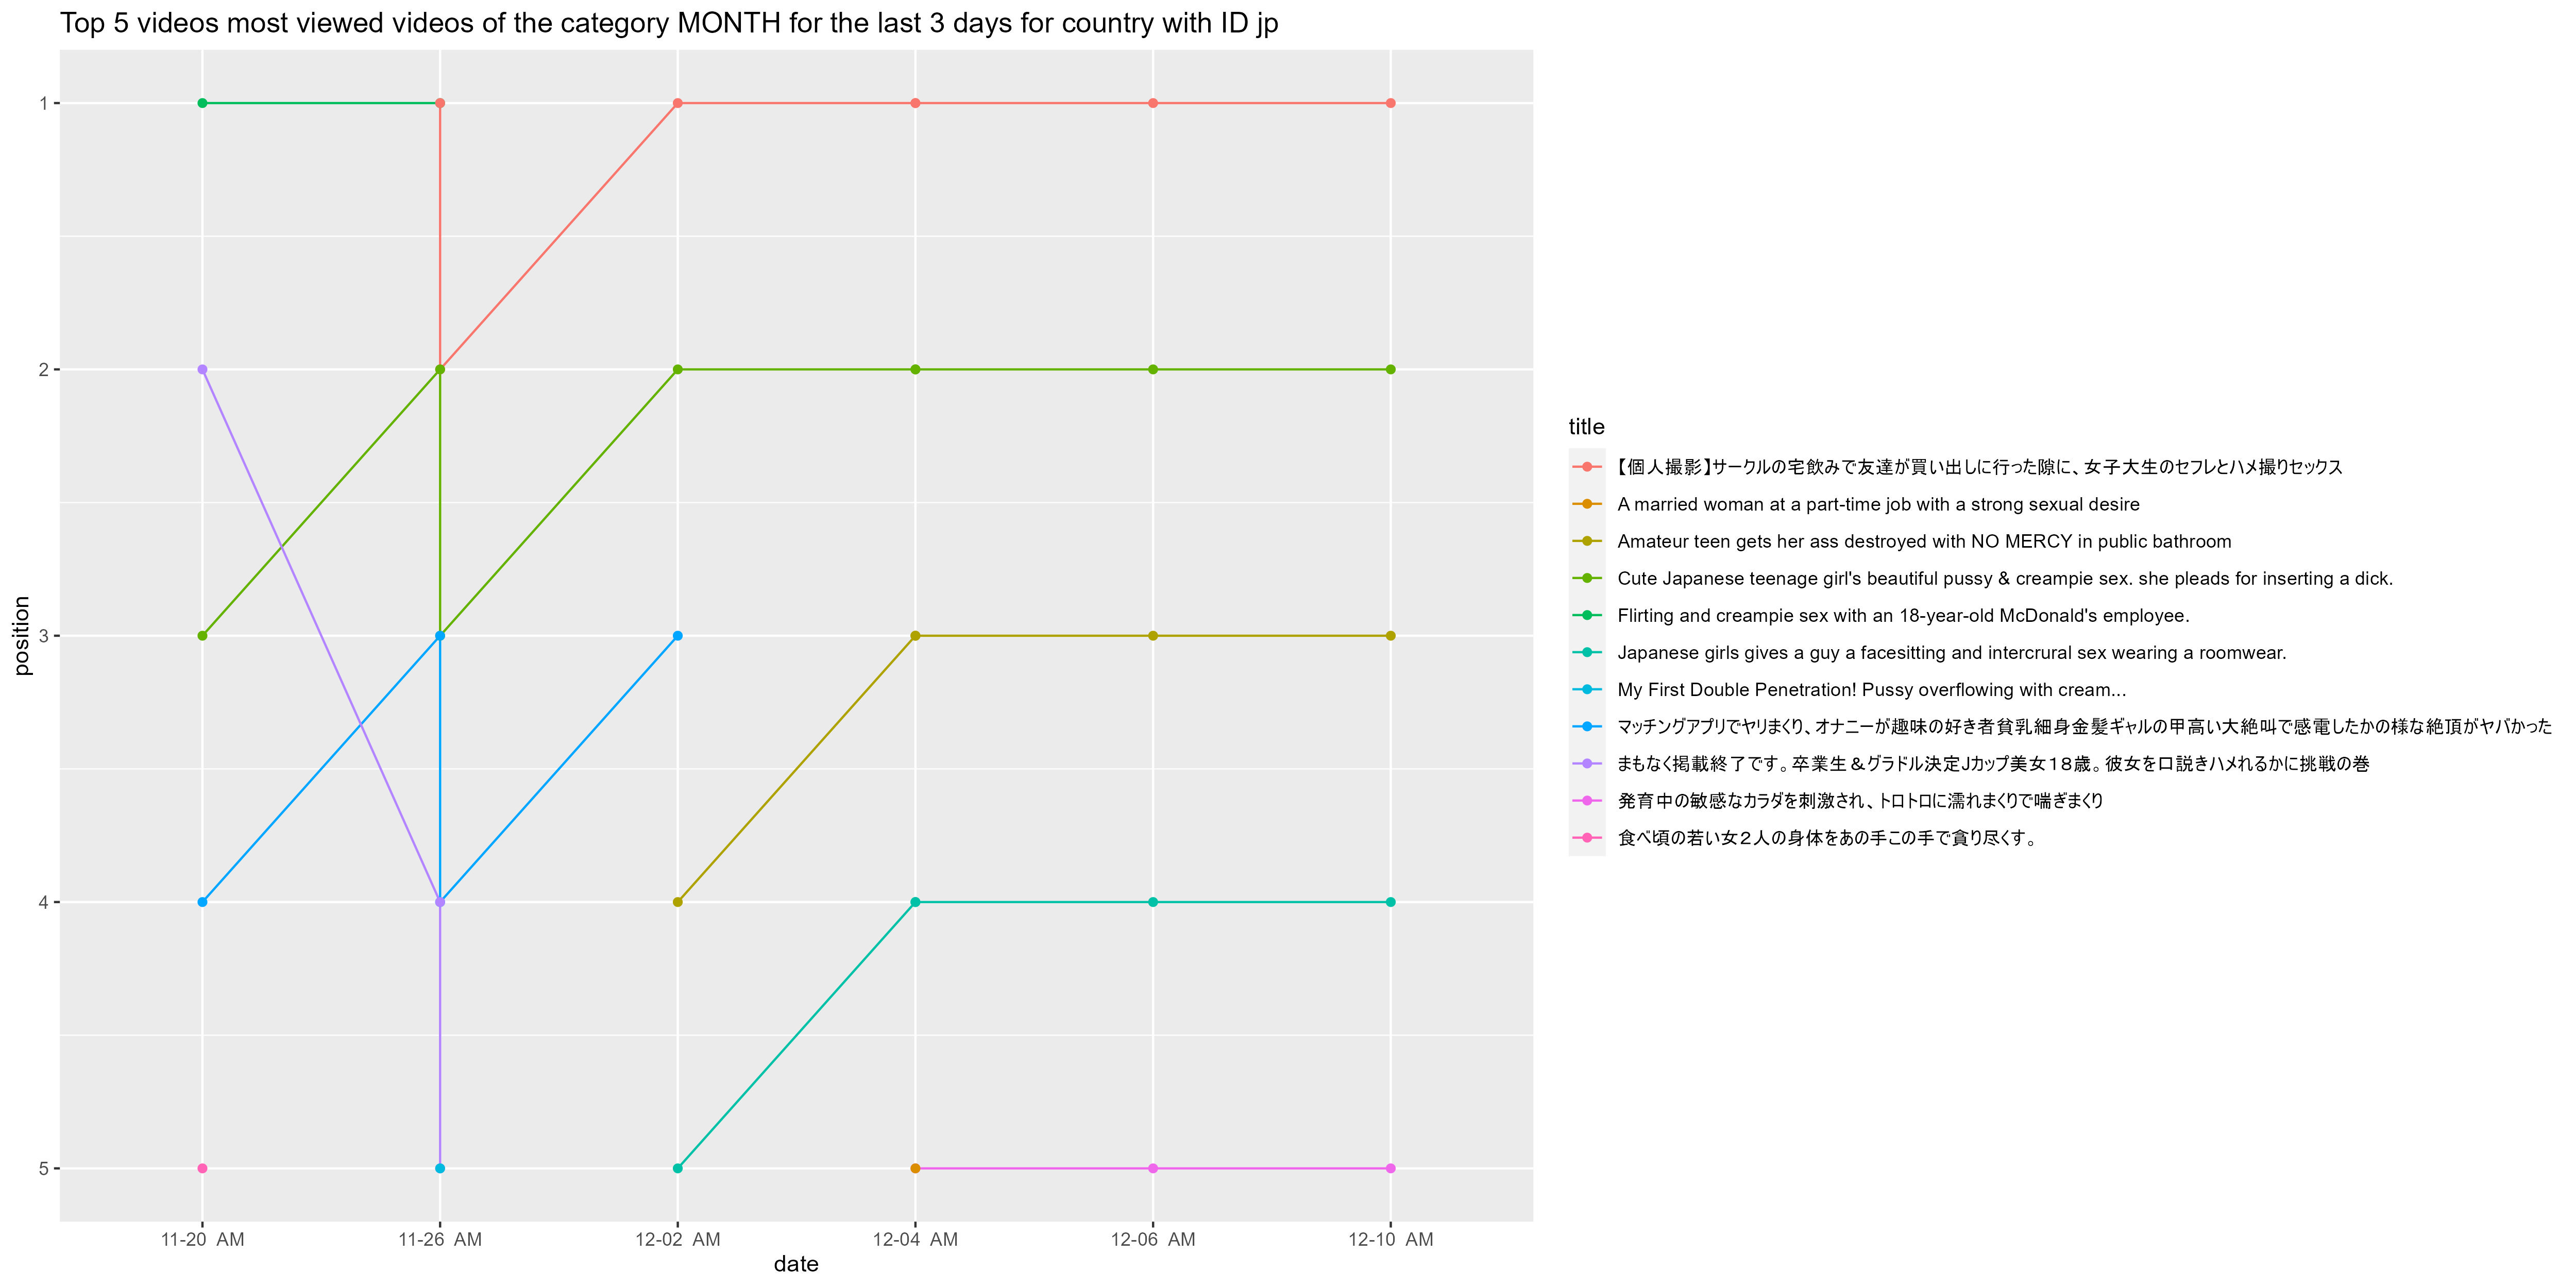 Top 5 videos most viewed videos of the category MONTH for the last 3 days for country with ID jp
position
1
2
3
4
5
11-20 AM
11-26 AM
12-02 AM
12-04 AM
12-06 AM
12-10 AM
date
title
【個人撮影】サークルの宅飲みで友達が買い出しに行った隙に、女子大生のセフレとハメ撮りセックス
A married woman at a part-time job with a strong sexual desire
Amateur teen gets her ass destroyed with NO MERCY in public bathroom
Cute Japanese teenage girl's beautiful pussy & creampie sex. she pleads for inserting a dick.
Flirting and creampie sex with an 18-year-old McDonald's employee.
Japanese girls gives a guy a facesitting and intercrural sex wearing a roomwear.
My First Double Penetration! Pussy overflowing with cream...
マッチングアプリでヤリまくり、オナニーが趣味の好き者貧乳細身金髪ギャルの甲高い大絶叫で感電したかの様な絶頂がヤバかった
まもなく掲載終了です。卒業生＆グラドル決定Jカップ美女１８歳。彼女を口説きハメれるかに挑戦の巻
発育中の敏感なカラダを刺激され、トロトロに濡れまくりで喘ぎまくり
食べ頃の若い女２人の身体をあの手この手で貪り尽くす。